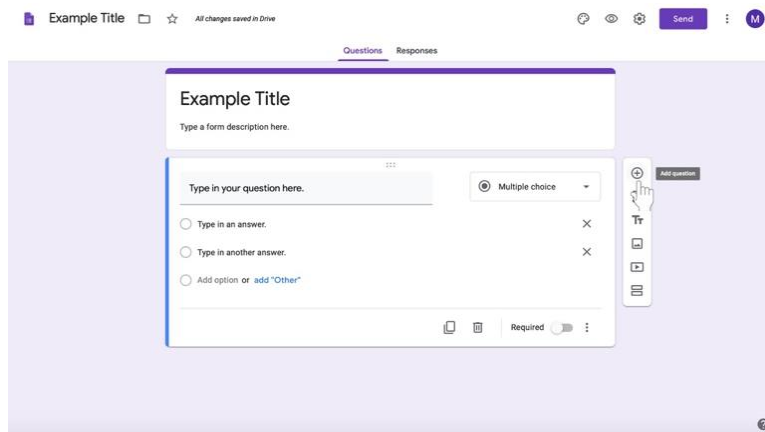 Example Title
All changes saved in Drive
Send
M
Questions Responses
Example Title
Type a form description here.
Type in your question here.
Multiple choice
Add question
Type in an answer.
Tt
Type in another answer.
Add option or add "Other"
Required